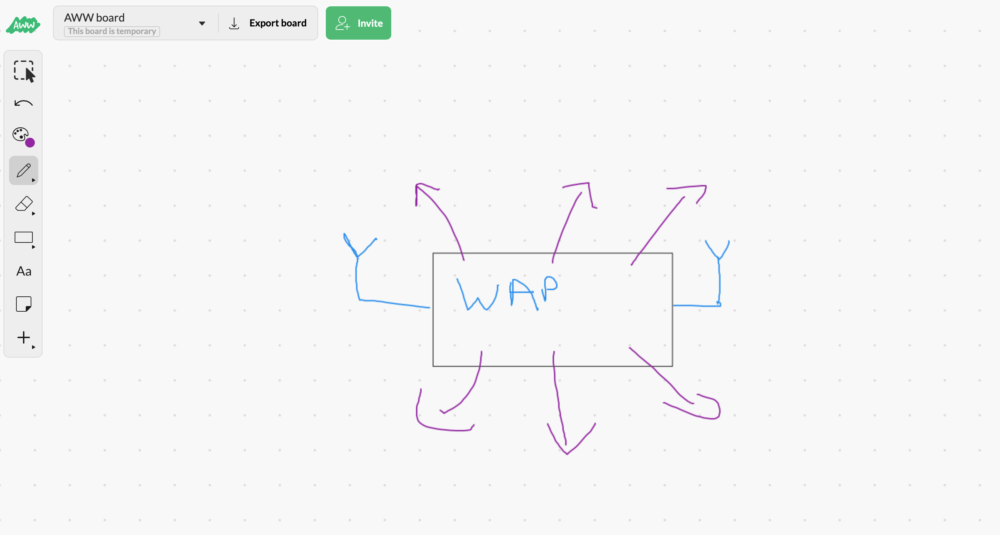 AWW
AWW board
This board is temporary
Export board
Invite
Aa
WAP